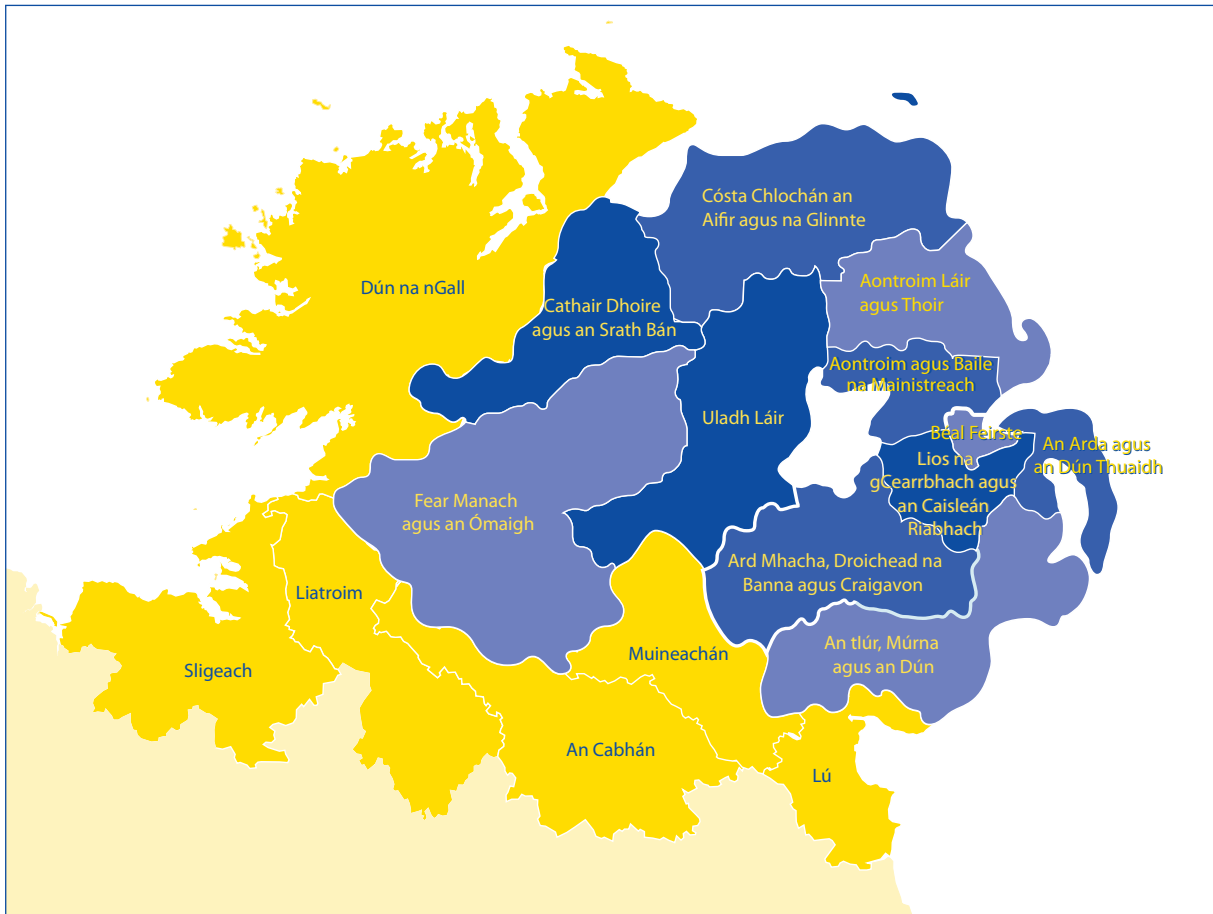 Cósta Chlochán an
Aifir agus na Glinnte
Dún na nGall
Aontroim Láir
agus Thoir
Cathair Dhoire
agus an Srath Bán
Aontroim agus Baile
na Mainistreach
Uladh Láir
Béal Feirste
An Arda agus
an Dún Thuaidh
Lios na
gCearrbhach agus
an Caisleán
Riabhach
Fear Manach
agus an Ómaigh
Ard Mhacha, Droichead na
Banna agus Craigavon
Liatroim
Sligeach
Muineachán
An tIúr, Múrna
agus an Dún
An Cabhán
Lú